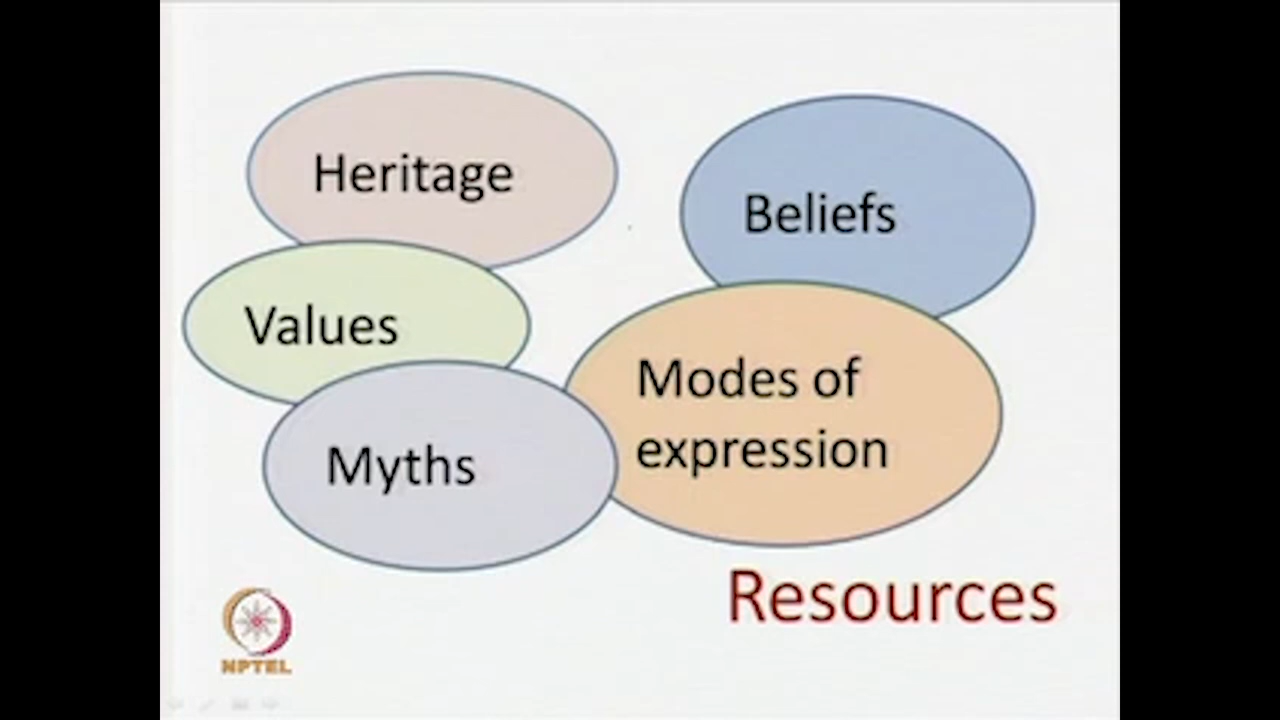 Heritage
Beliefs
Values
Modes of
expression
Myths
Resources
NPTEL